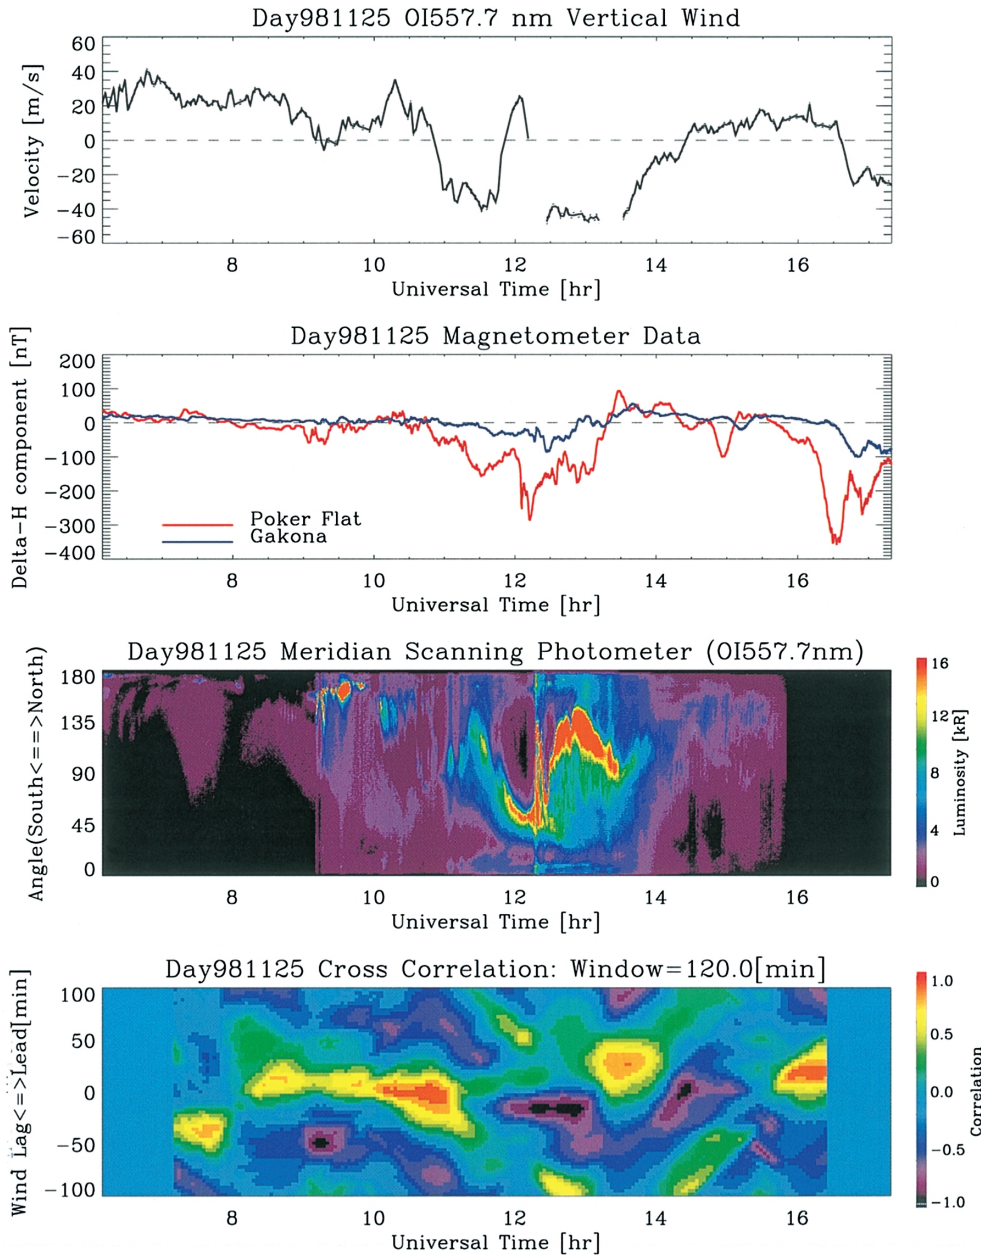 Day981125 OI557.7 nm Vertical Wind
Velocity [m/s]
60
40
20
0
−20
−40
−60
8 10 12 14 16
Universal Time [hr]
Day981125 Magnetometer Data
Delta−H component [nT]
200
100
0
−100
−200
−300
−400
Poker Flat
Gakona
8 10 12 14 16
Universal Time [hr]
Day981125 Meridian Scanning Photometer (OI557.7nm)
Angle(South<==>North)
180
135
90
45
0
8 10 12 14 16
Universal Time [hr]
16
12
8
4
0
Luminosity [kR]
Day981125 Cross Correlation: Window=120.0[min]
Wind Lag<=>Lead[min]
100
50
0
−50
−100
8 10 12 14 16
Universal Time [hr]
1.0
0.5
0.0
−0.5
−1.0
Correlation